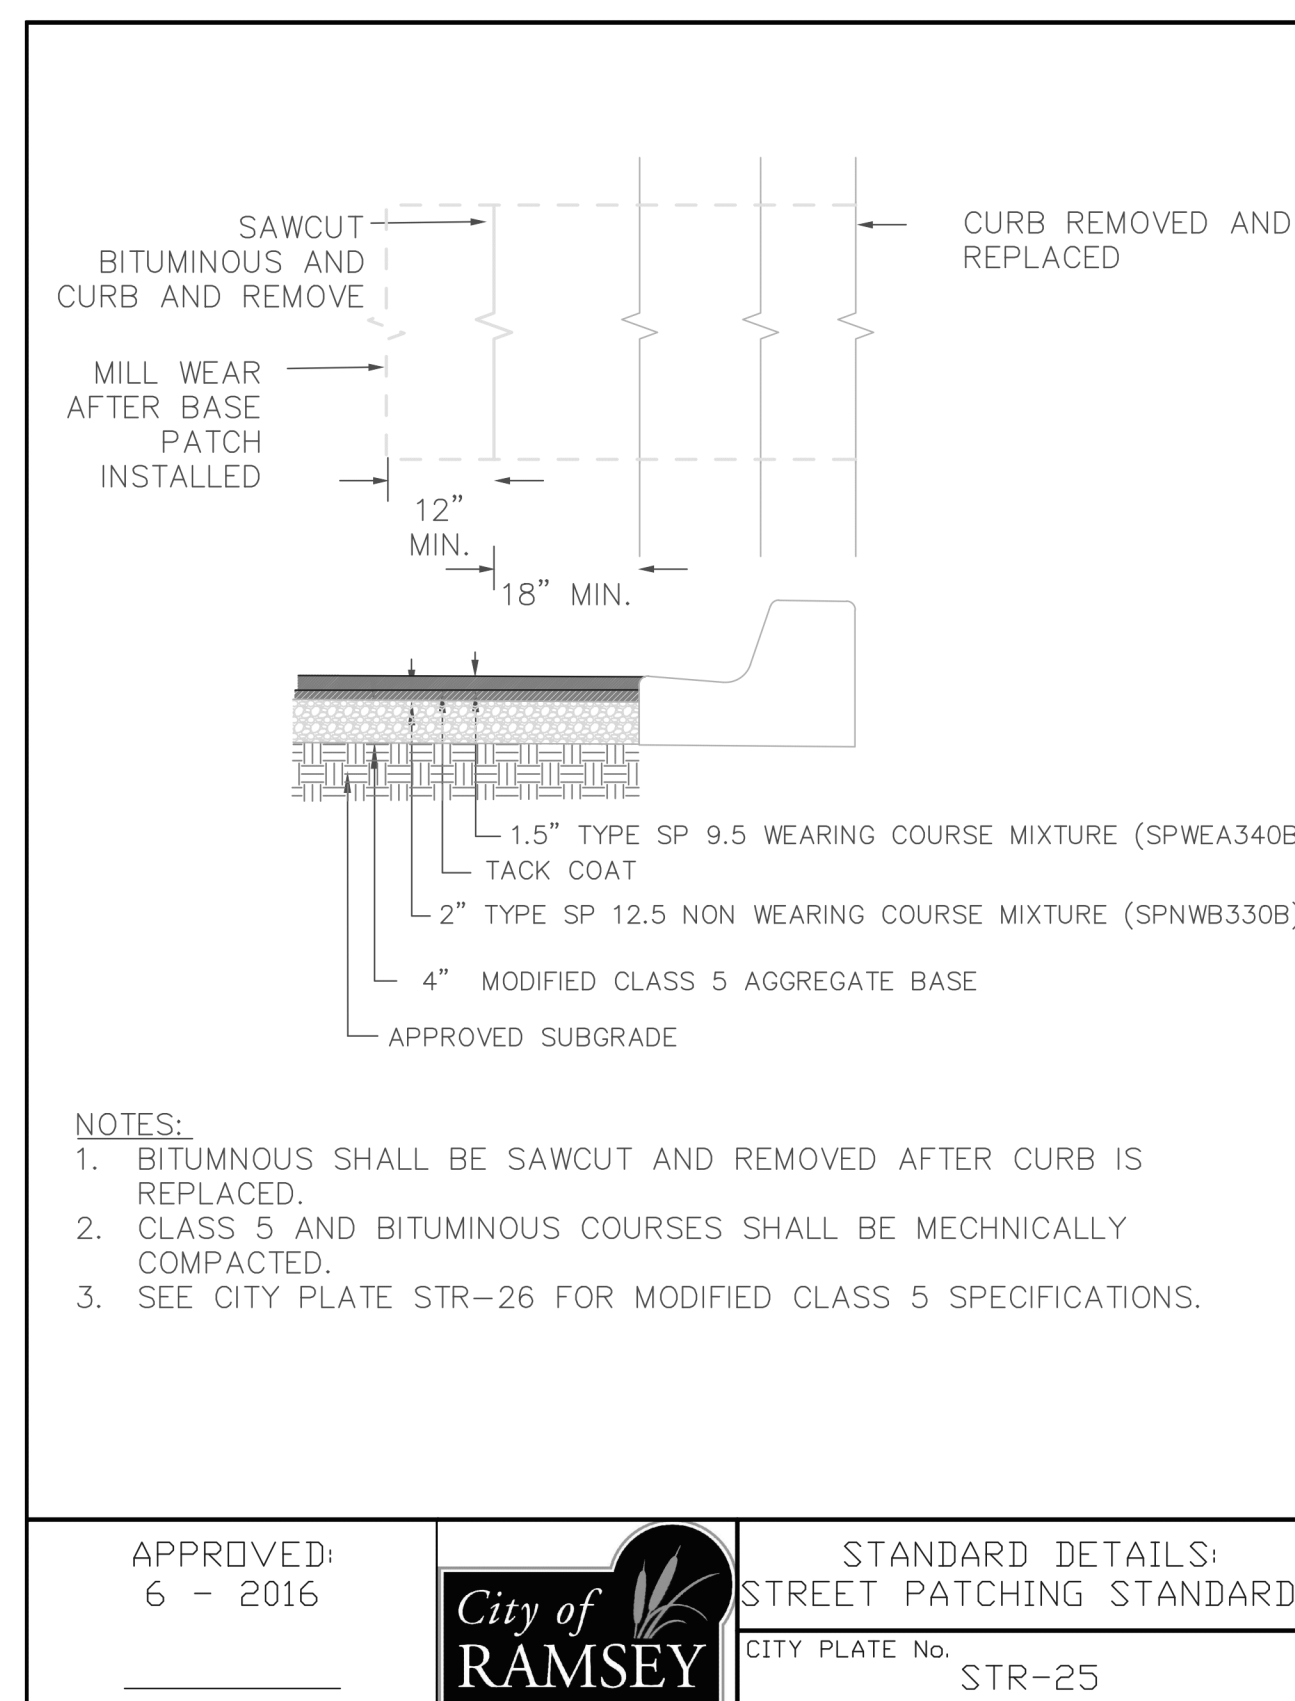 SAWCUT
BITUMINOUS AND
CURB AND REMOVE
CURB REMOVED AND
REPLACED
MILL WEAR
AFTER BASE
PATCH
INSTALLED
12”
MIN.
18” MIN.
1.5” TYPE SP 9.5 WEARING COURSE MIXTURE (SPWEA340B
TACK COAT
2” TYPE SP 12.5 NON WEARING COURSE MIXTURE (SPNWB330B)
4” MODIFIED CLASS 5 AGGREGATE BASE
APPROVED SUBGRADE
NOTES:
1. BITUMNOUS SHALL BE SAWCUT AND REMOVED AFTER CURB IS
REPLACED.
2. CLASS 5 AND BITUMINOUS COURSES SHALL BE MECHNICALLY
COMPACTED.
3. SEE CITY PLATE STR-26 FOR MODIFIED CLASS 5 SPECIFICATIONS.
APPROVED:
6 - 2016
City of
RAMSEY
STANDARD DETAILS:
STREET PATCHING STANDARD
CITY PLATE No.
STR-25